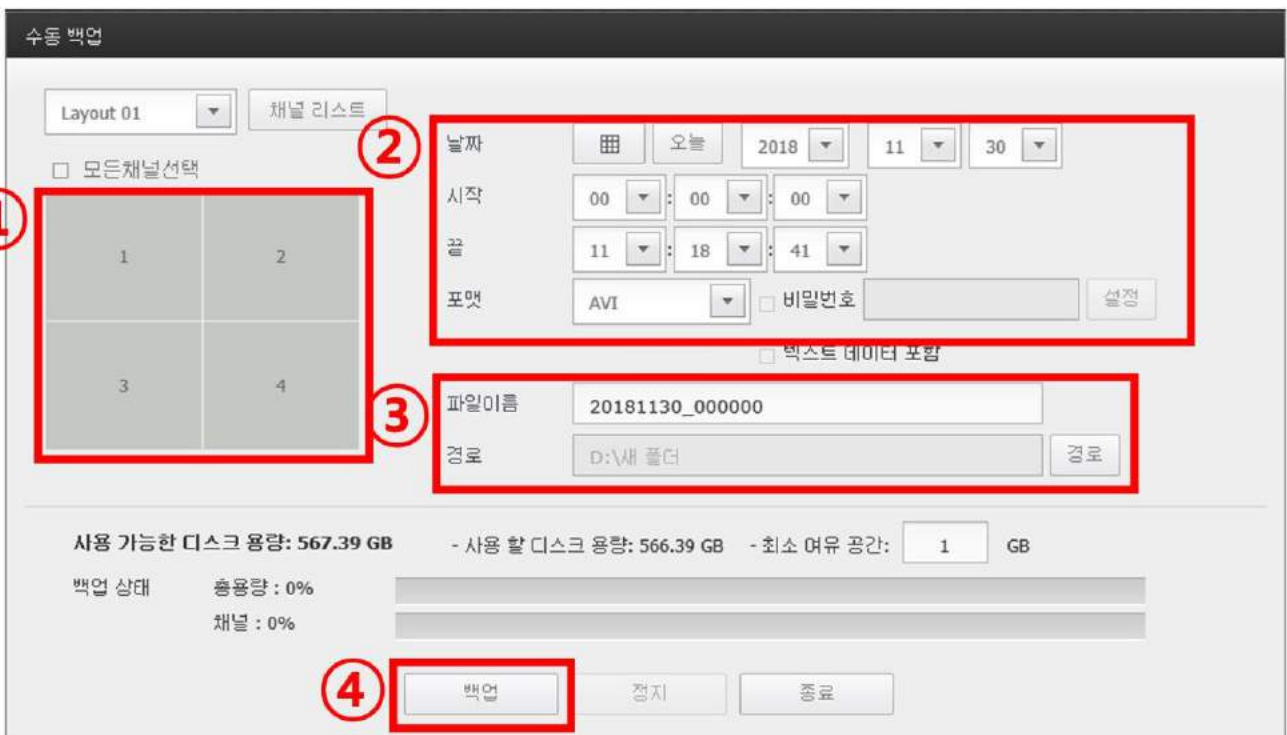 수동 백업
Layout 01 채널 리스트
모든채널선택
①
1 2
3 4
②
날짜 오늘 2018 11 30
시작 00 : 00 : 00
끝 11 : 18 : 41
포맷 AVI 비밀번호 설정
텍스트 데이터 포함
③
파일이름 20181130_000000
경로 D:\새 폴더 경로
사용 가능한 디스크 용량: 567.39 GB - 사용 할 디스크 용량: 566.39 GB - 최소 여유 공간: 1 GB
백업 상태 총용량 : 0%
채널 : 0%
④
백업 정지 종료